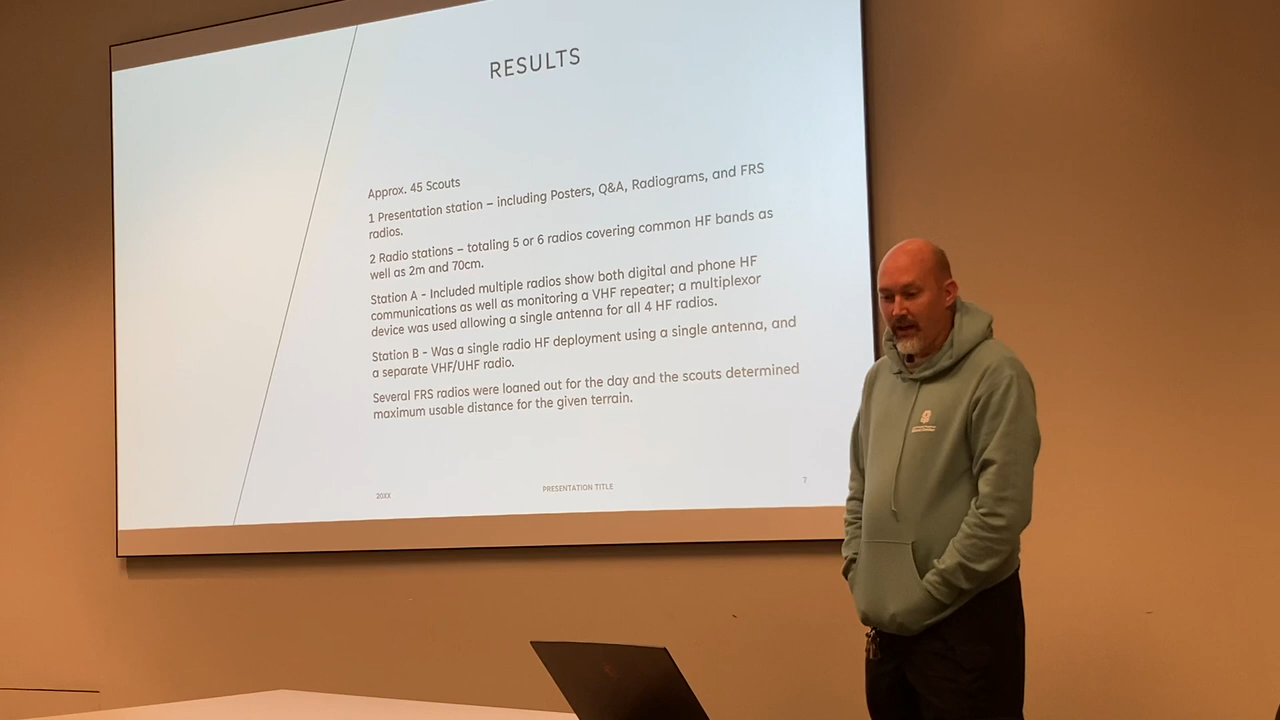 RESULTS
Approx. 45 Scouts
1 Presentation station – including Posters, Q&A, Radiograms, and FRS
radios.
2 Radio stations – totaling 5 or 6 radios covering common HF bands as
well as 2m and 70cm.
Station A - Included multiple radios show both digital and phone HF
communications as well as monitoring a VHF repeater; a multiplexor
device was used allowing a single antenna for all 4 HF radios.
Station B - Was a single radio HF deployment using a single antenna, and
a separate VHF/UHF radio.
Several FRS radios were loaned out for the day and the scouts determined
maximum usable distance for the given terrain.
20XX
PRESENTATION TITLE
7